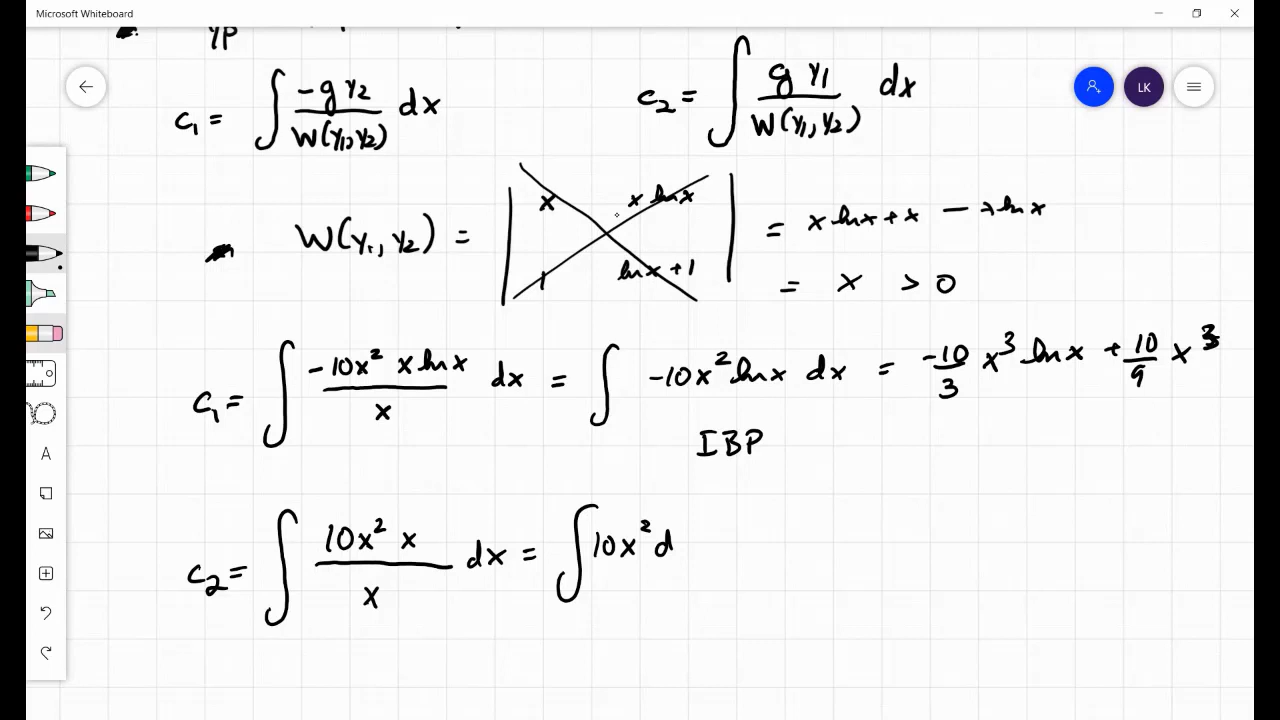 Microsoft Whiteboard
yp
c₁ = ∫ -g y₂ / W(y₁, y₂) dx
c₂ = ∫ g y₁ / W(y₁, y₂) dx
LK
W(y₁, y₂) = | x x ln x |
| 1 ln x + 1 |
= x ln x + x - x ln x
= x > 0
c₁ = ∫ -10x² x ln x / x dx = ∫ -10x² ln x dx = -10/3 x³ ln x + 10/9 x³
IBP
c₂ = ∫ 10x² x / x dx = ∫ 10x² d
A